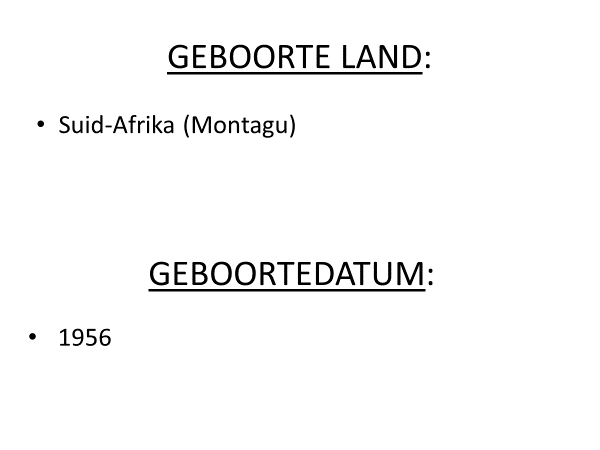 GEBOORTE LAND:
• Suid-Afrika (Montagu)
GEBOORTEDATUM:
• 1956